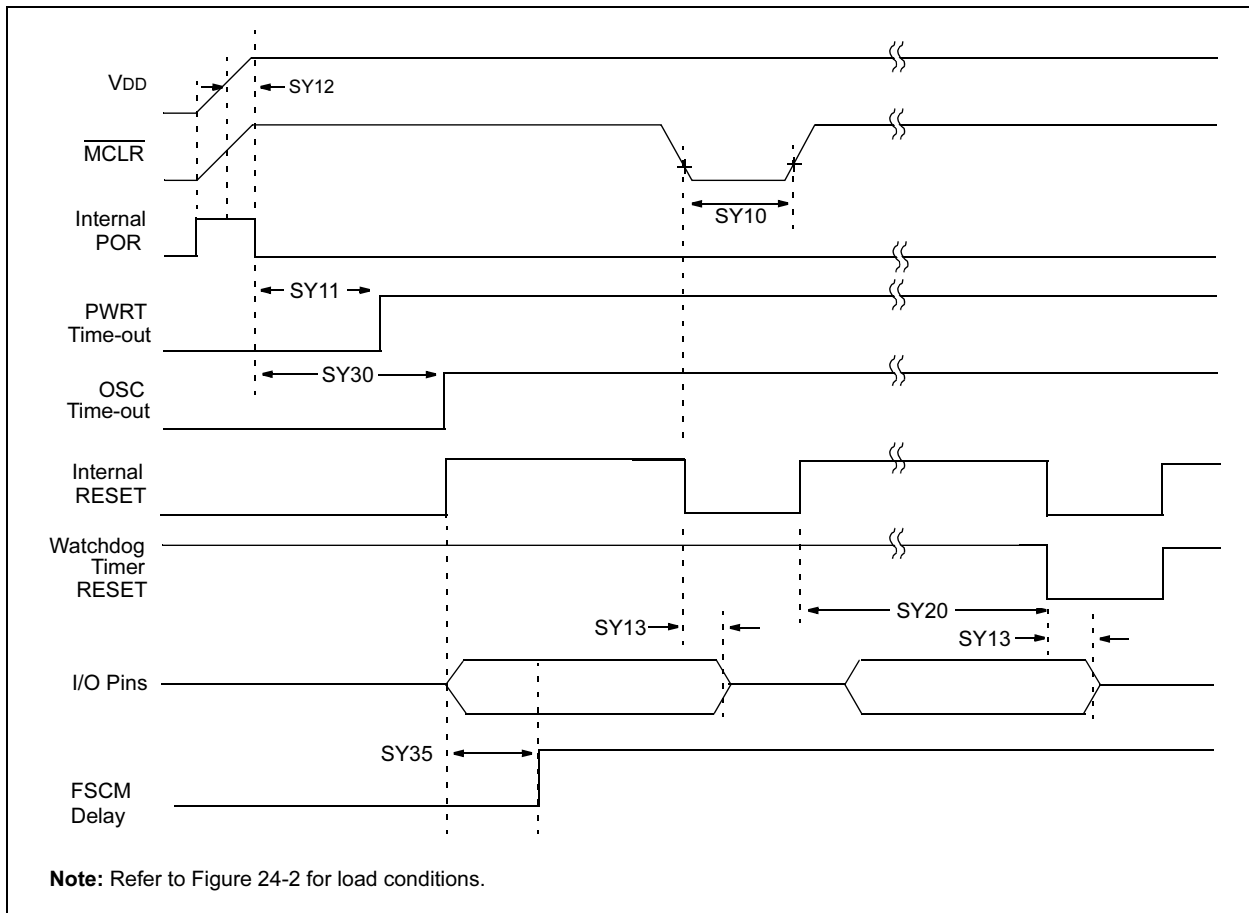 VDD
SY12
MCLR
SY10
Internal
POR
SY11
PWRT
Time-out
SY30
OSC
Time-out
Internal
RESET
Watchdog
Timer
RESET
SY20
SY13
SY13
I/O Pins
SY35
FSCM
Delay
Note: Refer to Figure 24-2 for load conditions.